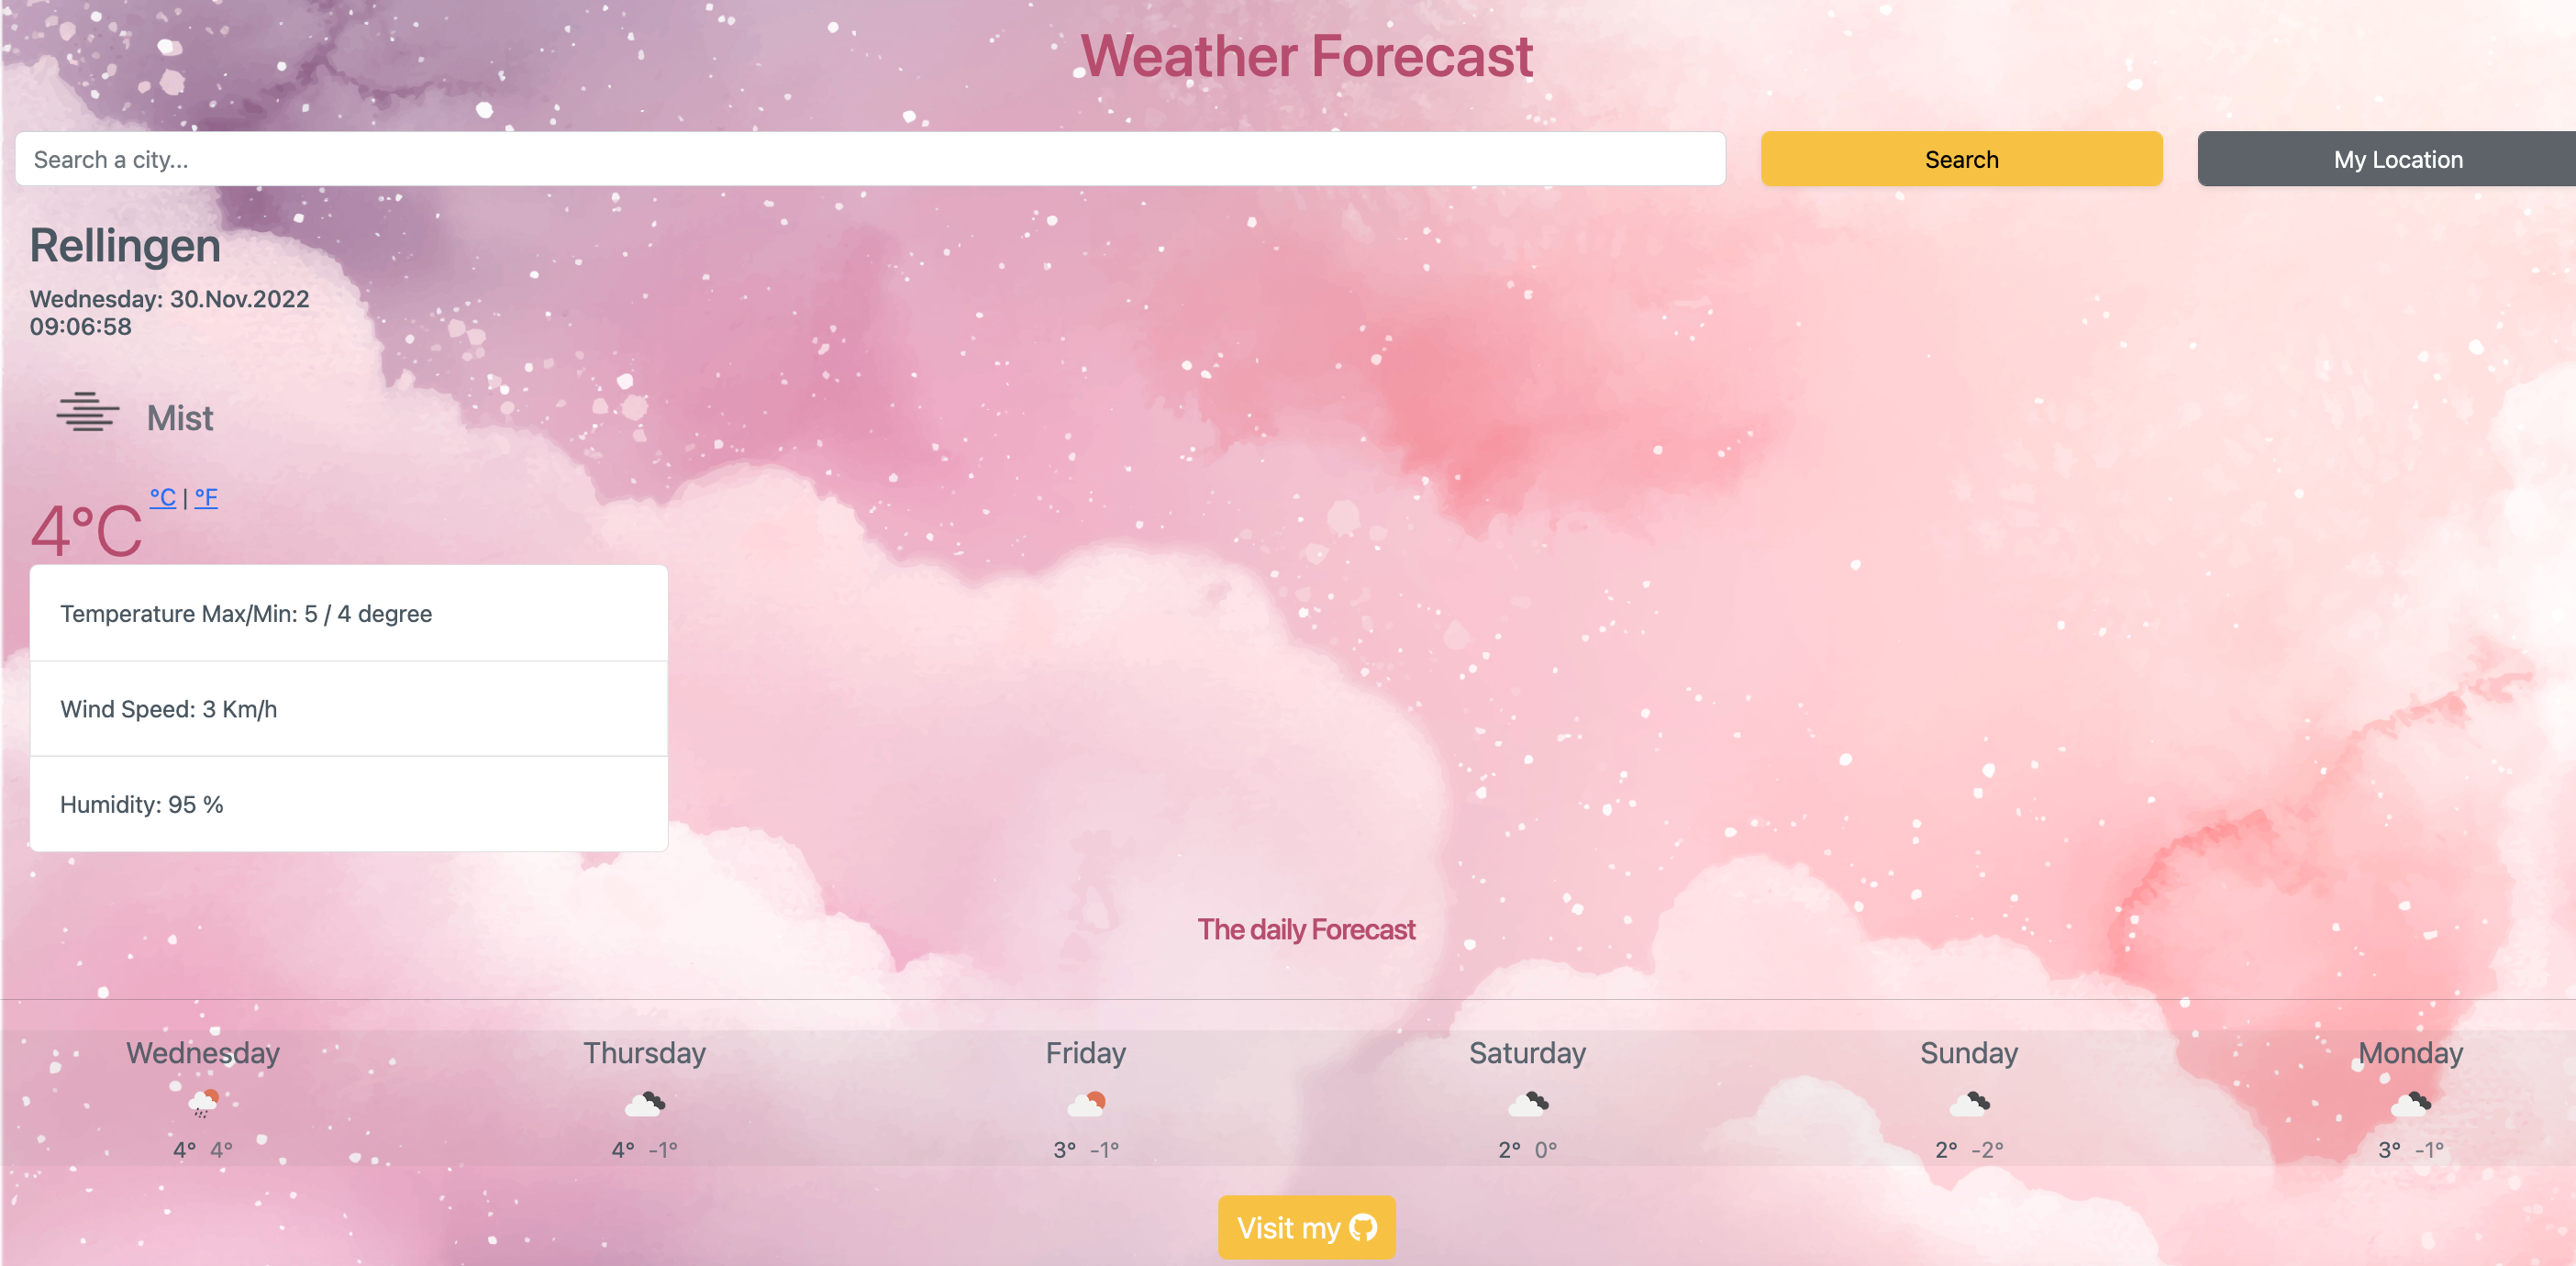 Weather Forecast
Search a city...
Search
My Location
Rellingen
Wednesday: 30.Nov.2022
09:06:58
Mist
4°C °C | °F
Temperature Max/Min: 5 / 4 degree
Wind Speed: 3 Km/h
Humidity: 95 %
The daily Forecast
Wednesday Thursday Friday Saturday Sunday Monday
4° 4° 4° -1° 3° -1° 2° 0° 2° -2° 3° -1°
Visit my